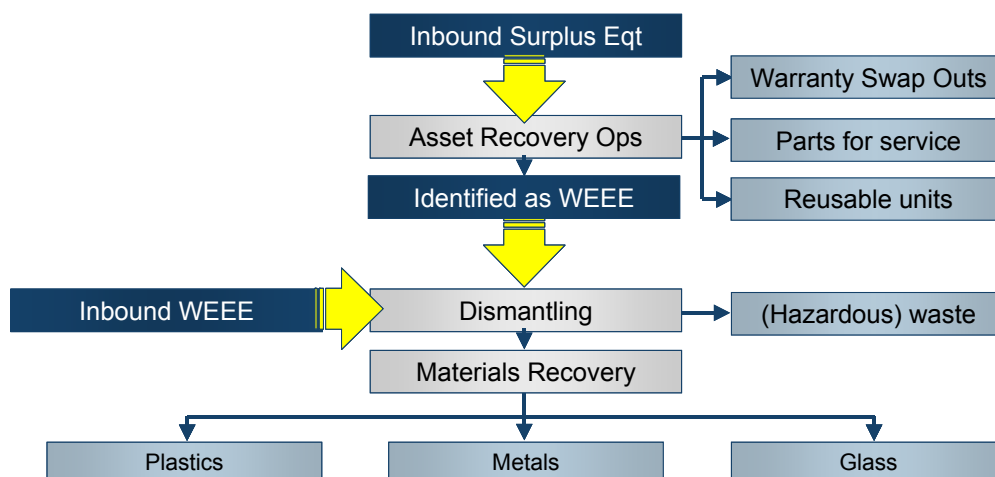 Inbound Surplus Eqt
Warranty Swap Outs
Asset Recovery Ops
Parts for service
Identified as WEEE
Reusable units
Inbound WEEE
Dismantling
(Hazardous) waste
Materials Recovery
Plastics
Metals
Glass